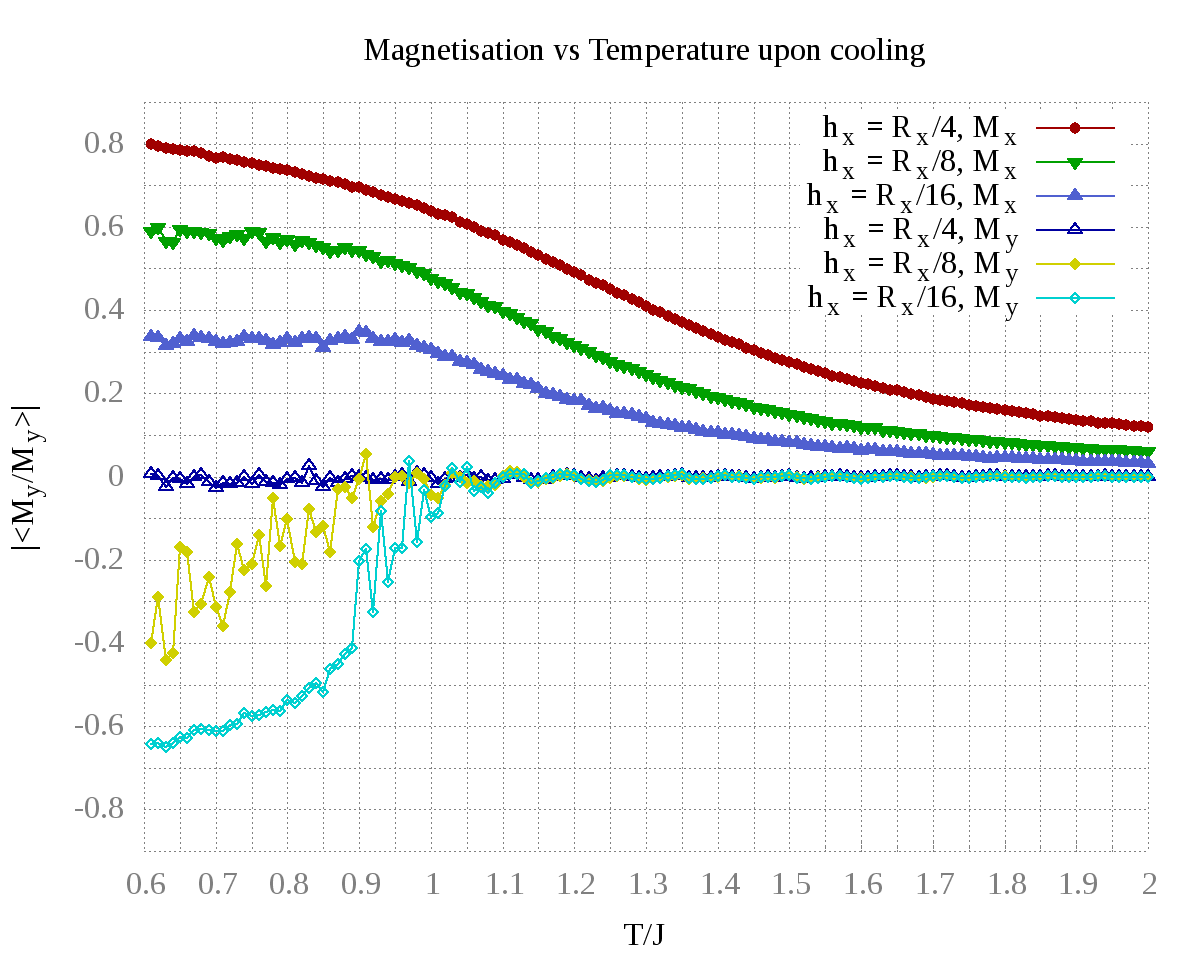 Magnetisation vs Temperature upon cooling
h_x = R_x/4, M_x
h_x = R_x/8, M_x
h_x = R_x/16, M_x
h_x = R_x/4, M_y
h_x = R_x/8, M_y
h_x = R_x/16, M_y
0.8
0.6
0.4
0.2
0
-0.2
-0.4
-0.6
-0.8
|<M_y/M_y>|
0.6 0.7 0.8 0.9 1 1.1 1.2 1.3 1.4 1.5 1.6 1.7 1.8 1.9 2
T/J